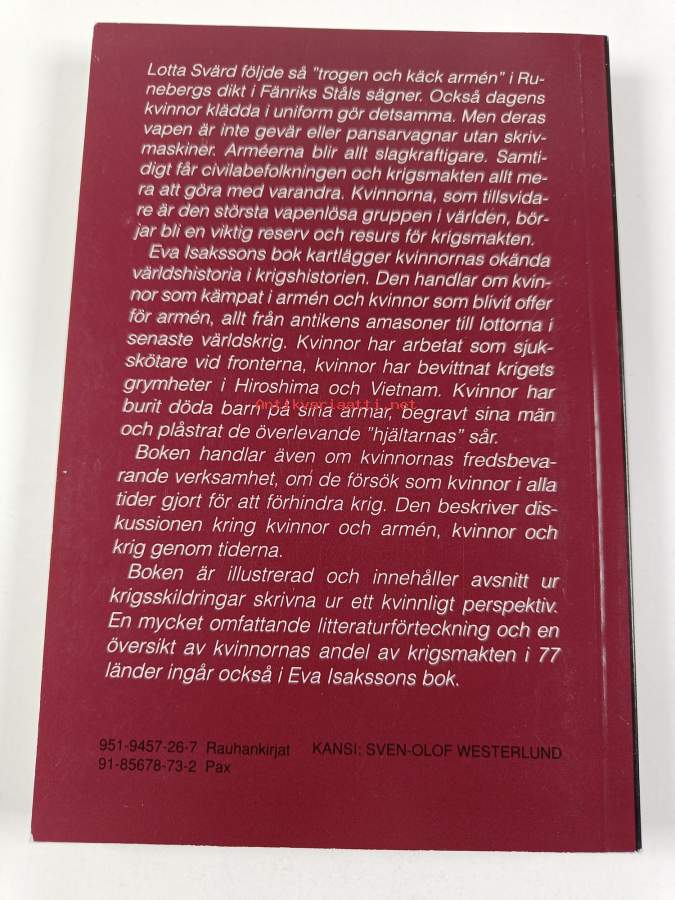 Lotta Svärd följde så "trogen och käck armén" i Ru-
nebergs dikt i Fänriks Ståls sägner. Också dagens
kvinnor klädda i uniform gör detsamma. Men deras
vapen är inte gevär eller pansarvagnar utan skriv-
maskiner. Arméerna blir allt slagkraftigare. Samti-
digt får civilabefolkningen och krigsmakten allt me-
ra att göra med varandra. Kvinnorna, som tillsvida-
re är den största vapenlösa gruppen i världen, bör-
jar bli en viktig reserv och resurs för krigsmakten.
Eva Isakssons bok kartlägger kvinnornas okända
världshistoria i krigshistorien. Den handlar om kvin-
nor som kämpat i armén och kvinnor som blivit offer
för armén, allt från antikens amasoner till lottorna i
senaste världskrig. Kvinnor har arbetat som sjuk-
skötare vid fronterna, kvinnor har bevittnat krigets
grymheter i Hiroshima och Vietnam. Kvinnor har
burit döda barn på sina armar, begravt sina män
Antikvariaatti.net
och plåstrat de överlevande "hjältarnas" sår.
Boken handlar även om kvinnornas fredsbeva-
rande verksamhet, om de försök som kvinnor i alla
tider gjort för att förhindra krig. Den beskriver dis-
kussionen kring kvinnor och armén, kvinnor och
krig genom tiderna.
Boken är illustrerad och innehåller avsnitt ur
krigsskildringar skrivna ur ett kvinnligt perspektiv.
En mycket omfattande litteraturförteckning och en
översikt av kvinnornas andel av krigsmakten i 77
länder ingår också i Eva Isakssons bok.
951-9457-26-7 Rauhankirjat KANSI: SVEN-OLOF WESTERLUND
91-85678-73-2 Pax